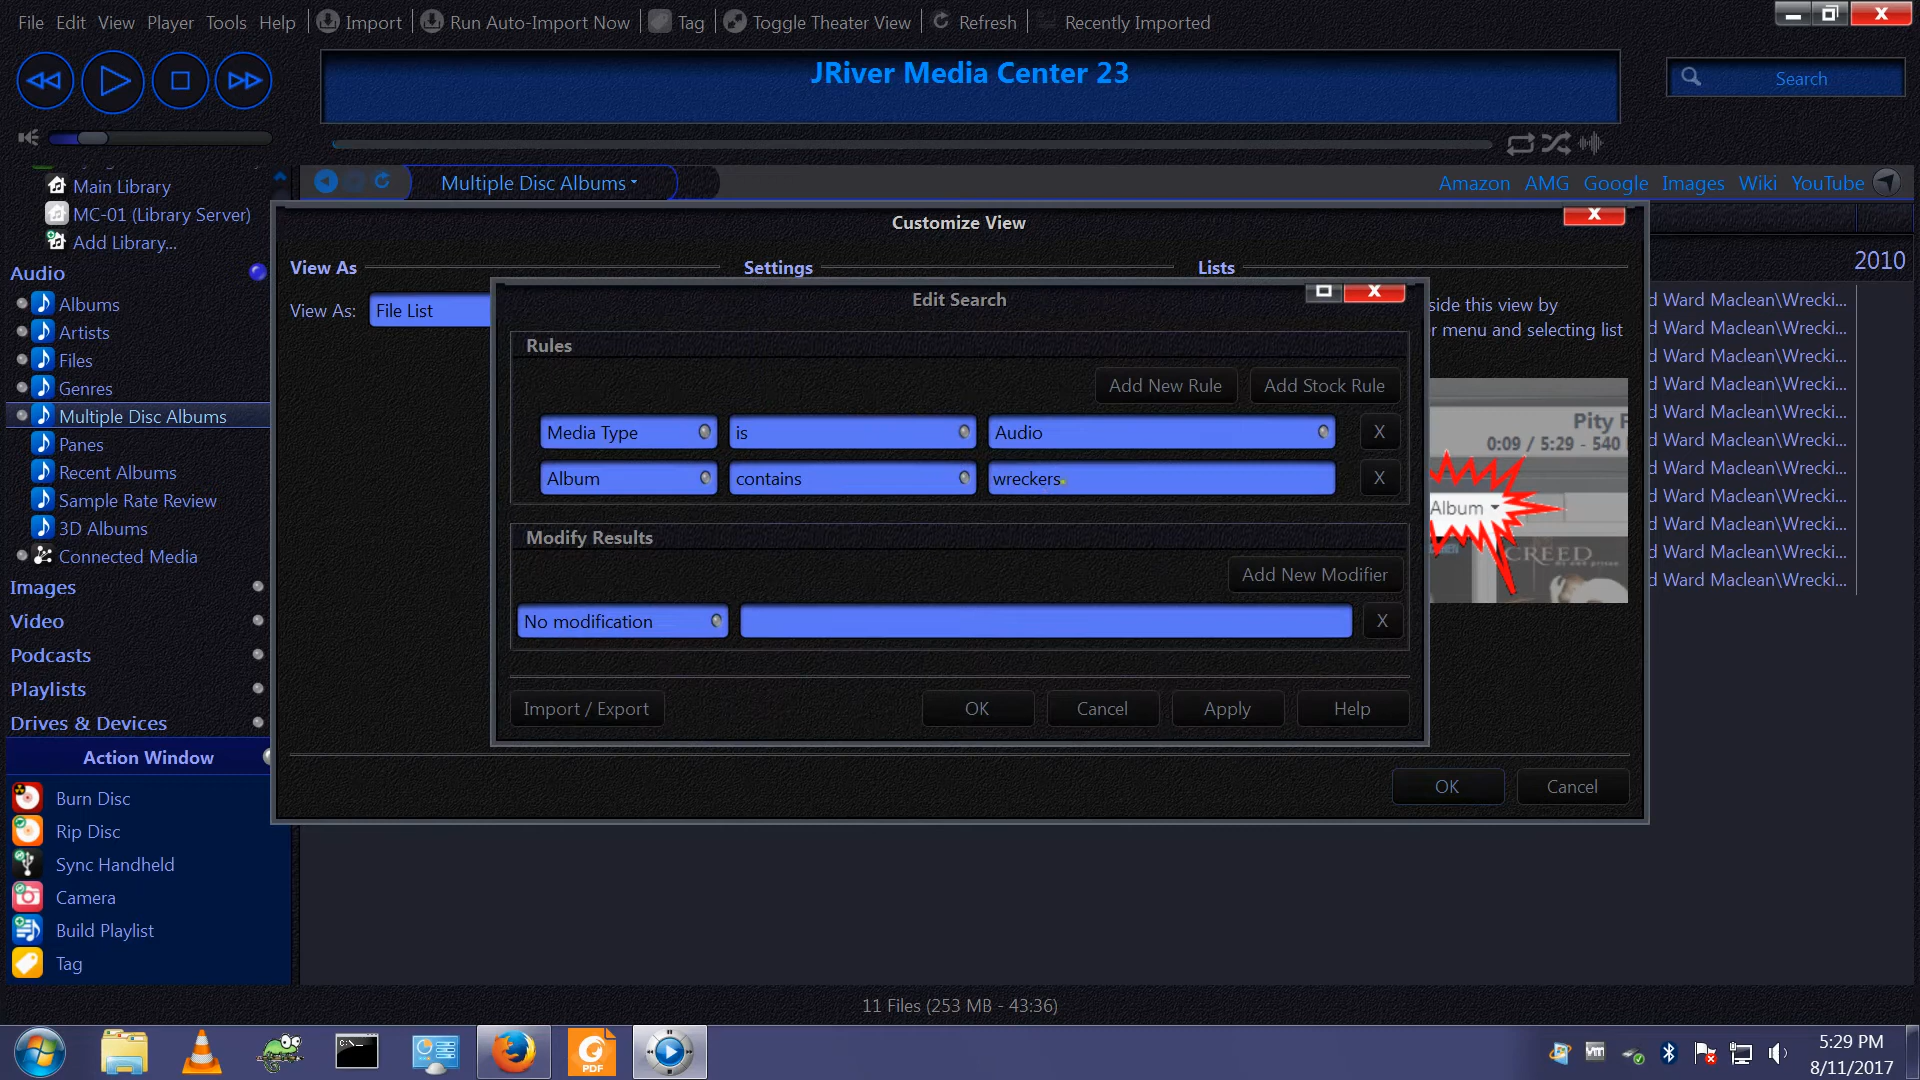 File Edit View Player Tools Help Import Run Auto-Import Now Tag Toggle Theater View Refresh Recently Imported
JRiver Media Center 23
Search
Main Library
MC-01 (Library Server)
Add Library...
Audio
Albums
Artists
Files
Genres
Multiple Disc Albums
Panes
Recent Albums
Sample Rate Review
3D Albums
Connected Media
Images
Video
Podcasts
Playlists
Drives & Devices
Action Window
Burn Disc
Rip Disc
Sync Handheld
Camera
Build Playlist
Tag
Multiple Disc Albums
Amazon AMG Google Images Wiki YouTube
2010
Customize View
X
View As
Settings
Lists
View As: File List
side this view by
r menu and selecting list
Pity F
0:09 / 5:29 - 540
Album
CREED
Edit Search
X
Rules
Add New Rule
Add Stock Rule
Media Type is Audio X
Album contains wreckers X
Modify Results
Add New Modifier
No modification X
Import / Export OK Cancel Apply Help
OK Cancel
d Ward Maclean\Wrecki...
d Ward Maclean\Wrecki...
d Ward Maclean\Wrecki...
d Ward Maclean\Wrecki...
d Ward Maclean\Wrecki...
d Ward Maclean\Wrecki...
d Ward Maclean\Wrecki...
d Ward Maclean\Wrecki...
d Ward Maclean\Wrecki...
d Ward Maclean\Wrecki...
d Ward Maclean\Wrecki...
11 Files (253 MB - 43:36)
PDF
5:29 PM
8/11/2017